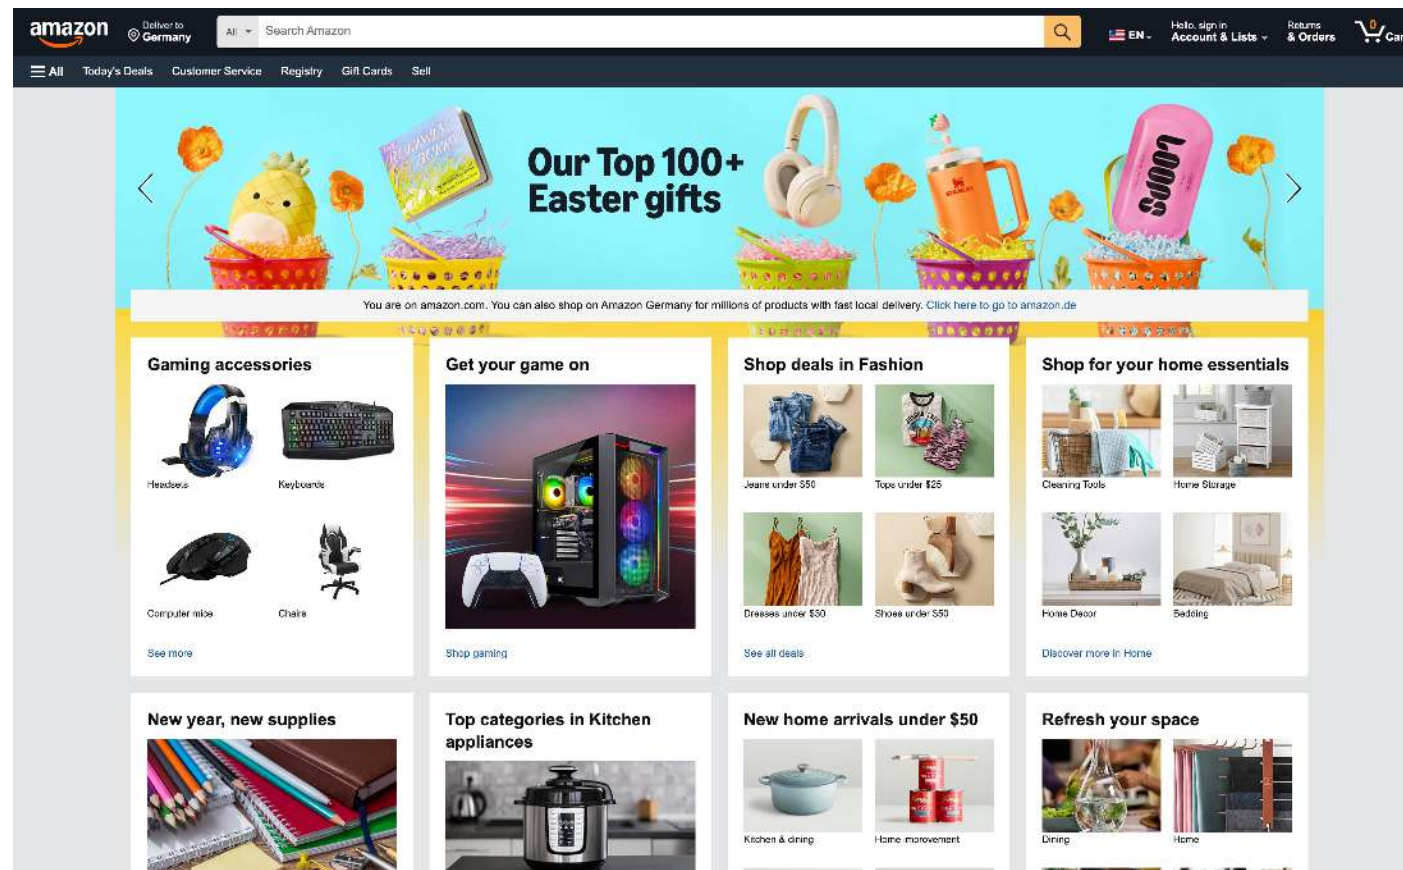 amazon
Deliver to
Germany
All
Search Amazon
EN
Hello, sign in
Account & Lists
Returns
& Orders
0
Car
All
Today's Deals
Customer Service
Registry
Gift Cards
Sell
Our Top 100+
Easter gifts
STANLEY
LOOPS
You are on amazon.com. You can also shop on Amazon Germany for millions of products with fast local delivery. Click here to go to amazon.de
Gaming accessories
Headsets
Keyboards
Computer mice
Chairs
See more
Get your game on
Shop gaming
Shop deals in Fashion
Jeans under $50
Tops under $25
Dresses under $30
Shoes under $50
See all deals
Shop for your home essentials
Cleaning Tools
Home Storage
Home Decor
Bedding
Discover more in Home
New year, new supplies
Top categories in Kitchen
appliances
New home arrivals under $50
Kitchen & dining
Home improvement
Refresh your space
Dining
Home